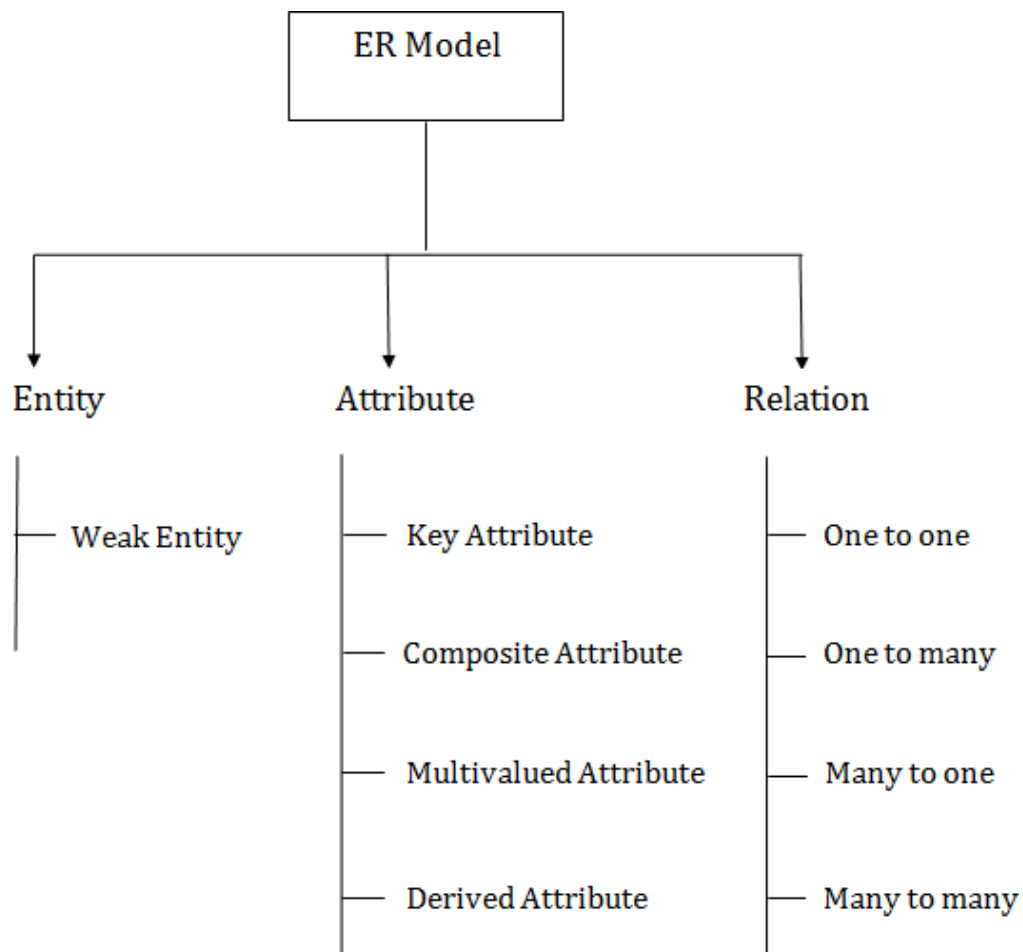 ER Model
Entity
Attribute
Relation
Weak Entity
Key Attribute
One to one
Composite Attribute
One to many
Multivalued Attribute
Many to one
Derived Attribute
Many to many